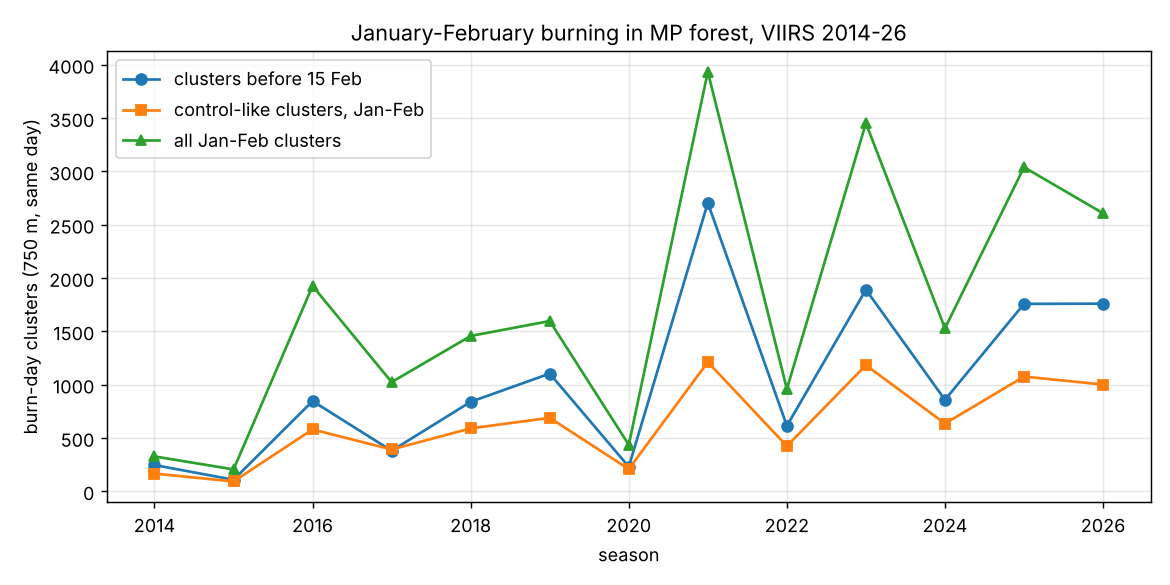 January-February burning in MP forest, VIIRS 2014-26
clusters before 15 Feb
control-like clusters, Jan-Feb
all Jan-Feb clusters
burn-day clusters (750 m, same day)
4000
3500
3000
2500
2000
1500
1000
500
0
2014 2016 2018 2020 2022 2024 2026
season